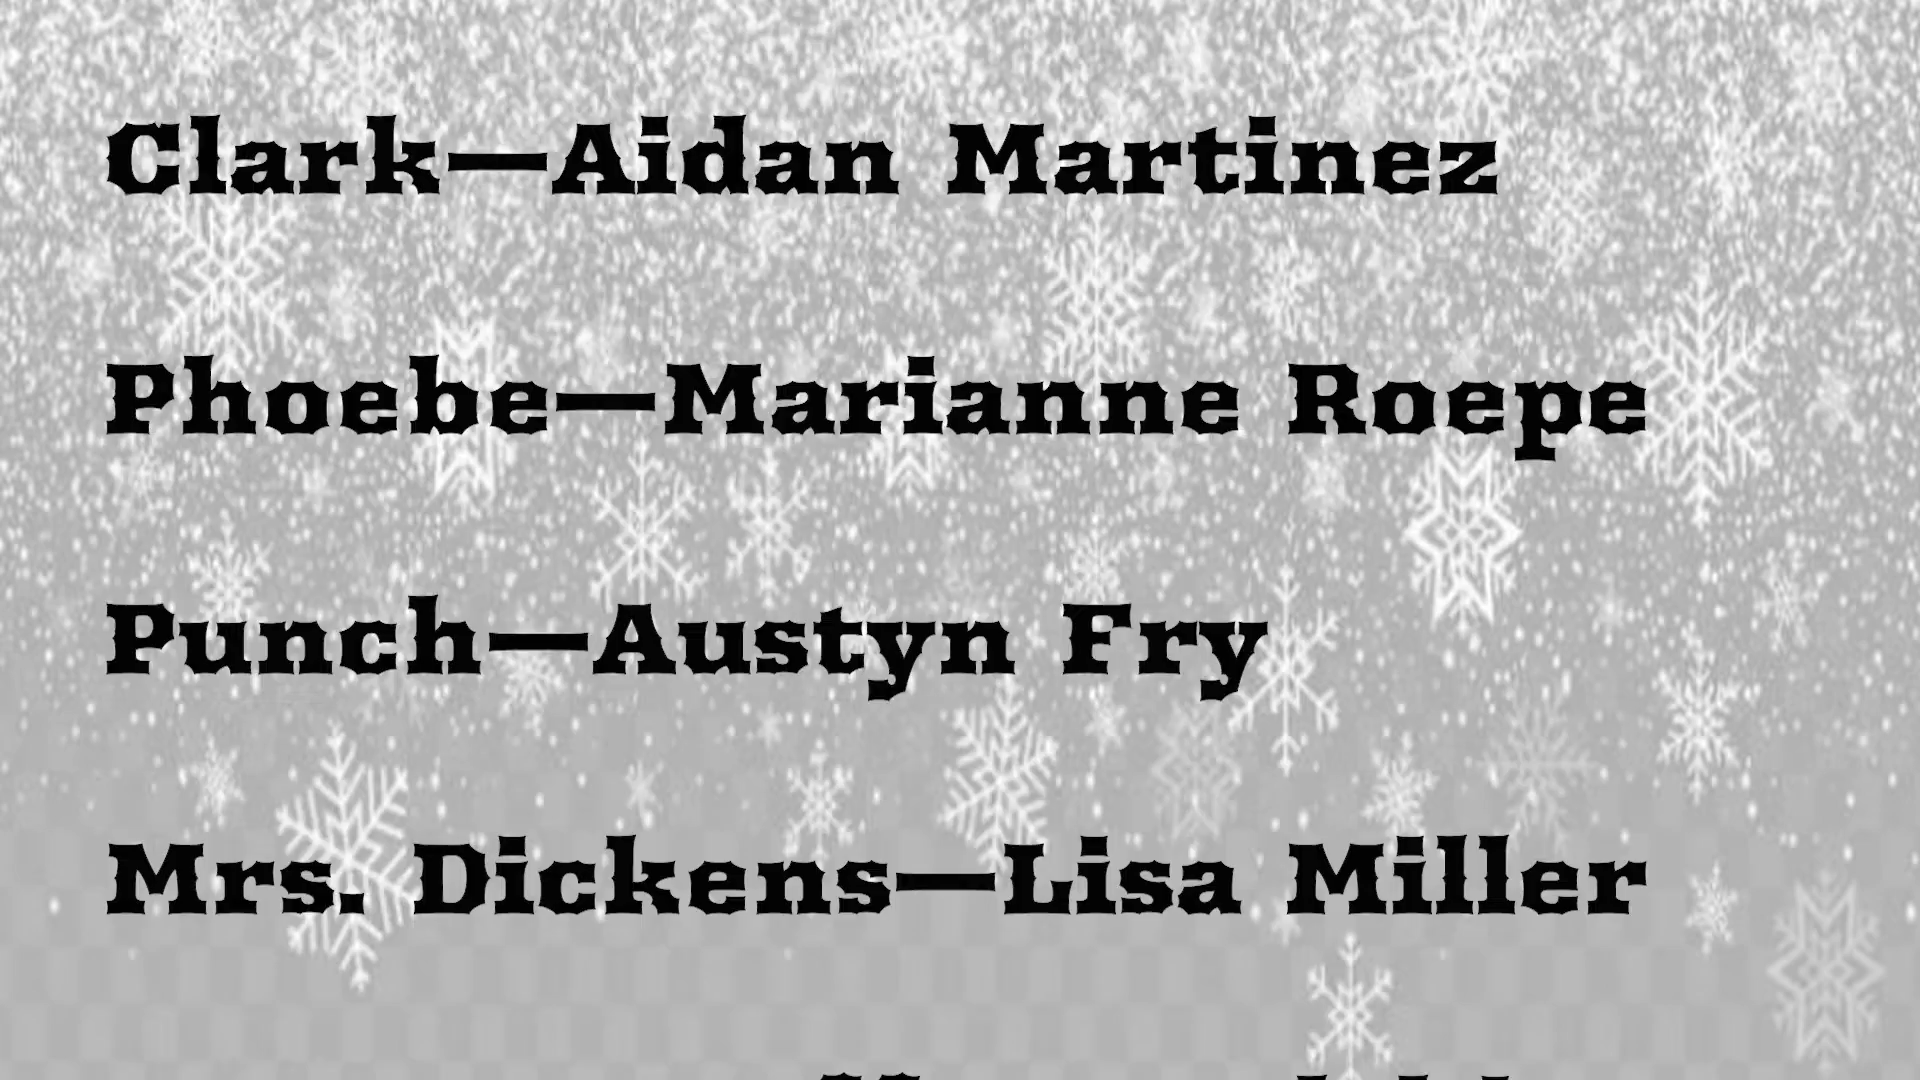 Clark—Aidan Martinez
Phoebe—Marianne Roepe
Punch—Austyn Fry
Mrs. Dickens—Lisa Miller